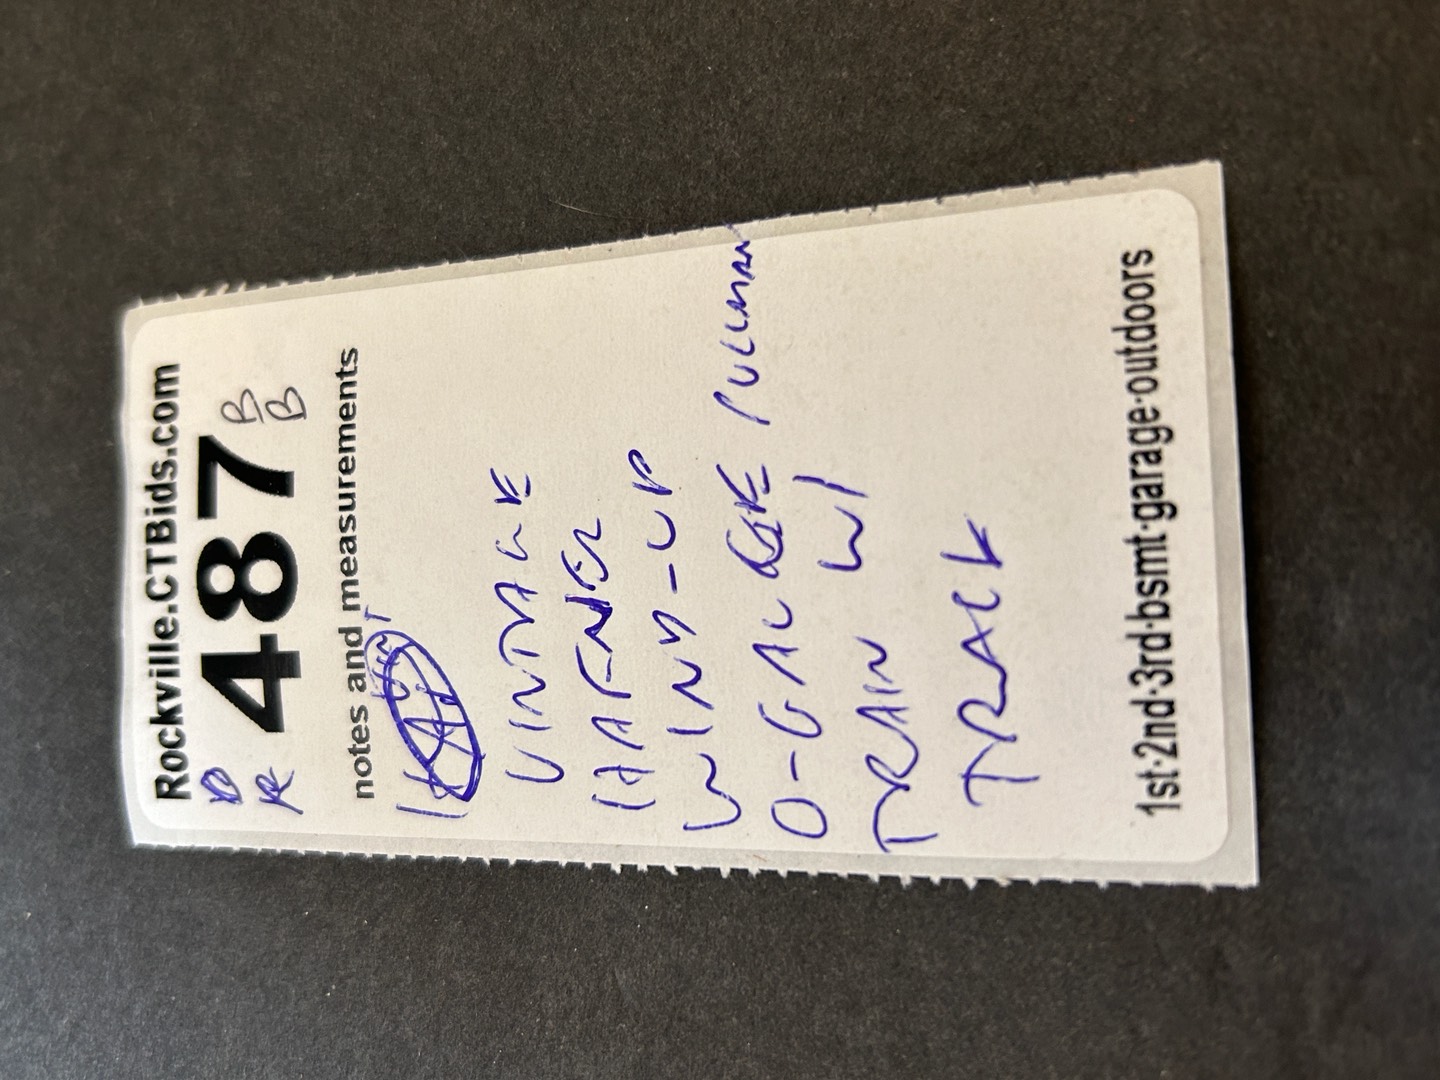 Rockville.CTBids.com
487
B
B
notes and measurements
VINTAGE
HAFNER
WIND-UP
O-GAUGE PULLMAN
TRAIN W/
TRACK
1st·2nd·3rd·bsmt·garage·outdoors